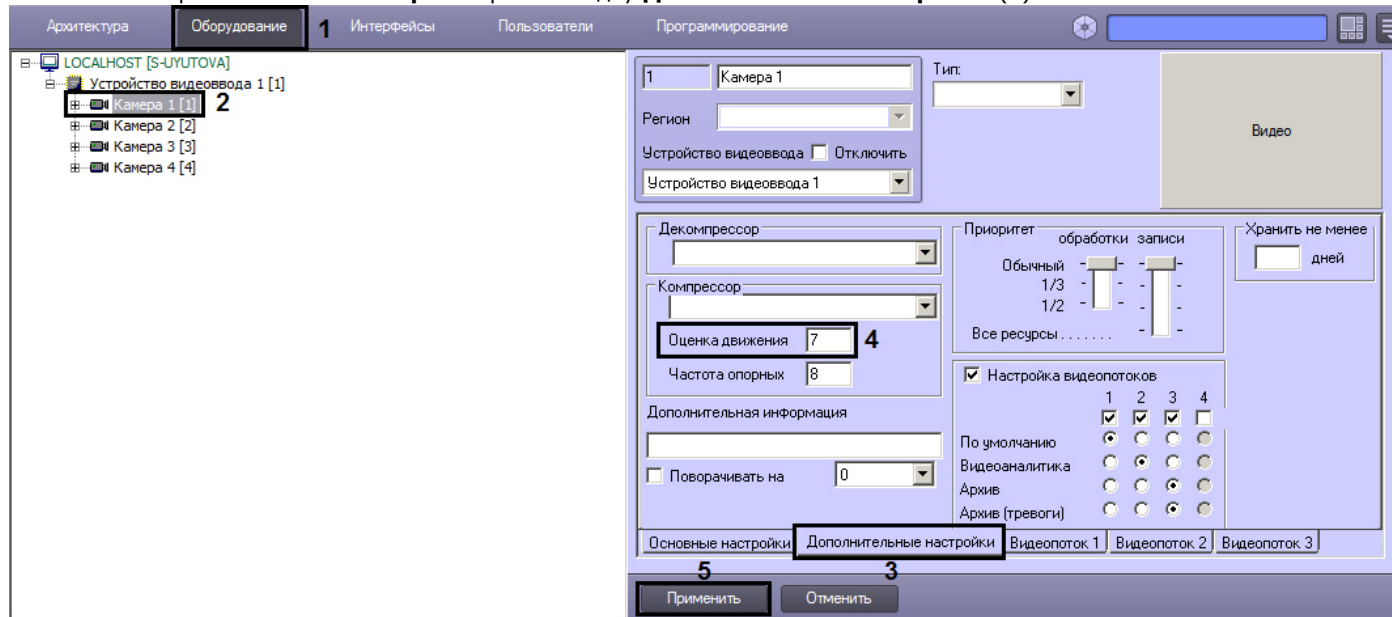 Архитектура Оборудование 1 Интерфейсы Пользователи Программирование
LOCALHOST [S-UYUTOVA]
Устройство видеоввода 1 [1]
Камера 1 [1] 2
Камера 2 [2]
Камера 3 [3]
Камера 4 [4]
1 Камера 1
Тип:
Регион
Устройство видеоввода Отключить
Устройство видеоввода 1
Видео
Декомпрессор
Компрессор
Оценка движения 7 4
Частота опорных 8
Дополнительная информация
Поворачивать на 0
Приоритет
обработки записи
Обычный
1/3
1/2
Все ресурсы . . . . . . .
Хранить не менее
дней
Настройка видеопотоков
1 2 3 4
По умолчанию
Видеоаналитика
Архив
Архив (тревоги)
Основные настройки Дополнительные настройки Видеопоток 1 Видеопоток 2 Видеопоток 3
5 3
Применить Отменить